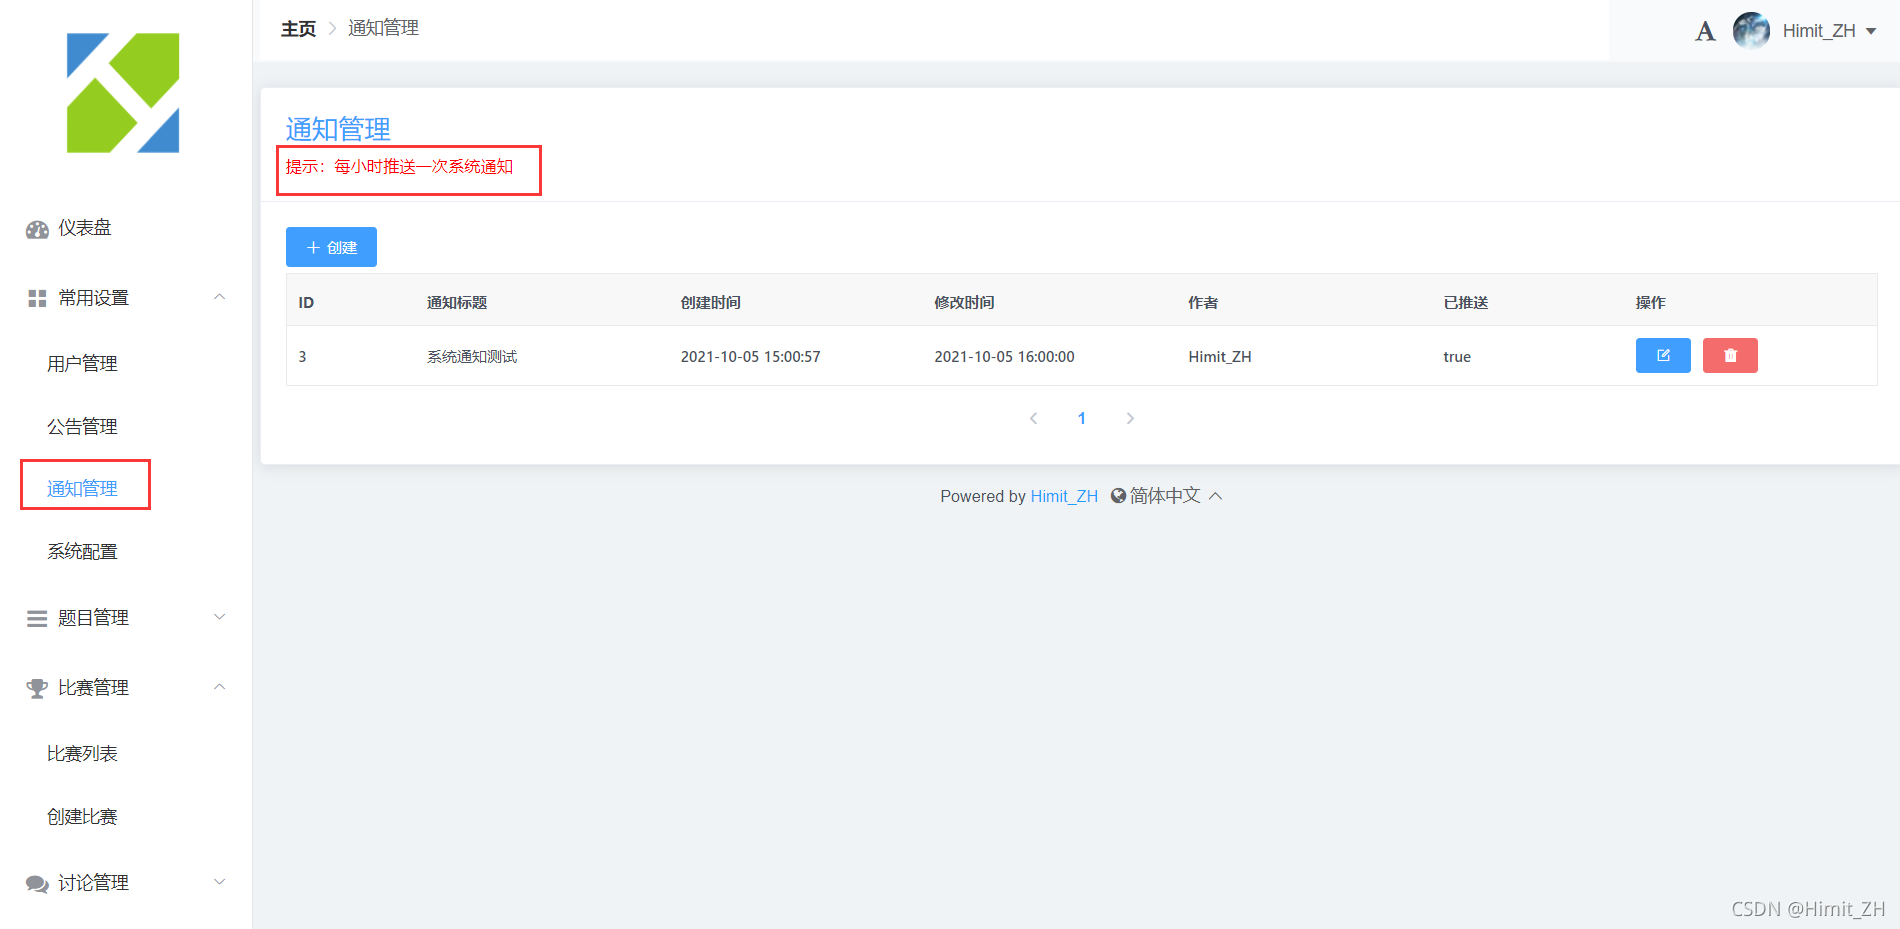 主页 通知管理
A Himit_ZH
仪表盘
常用设置
用户管理
公告管理
通知管理
系统配置
题目管理
比赛管理
比赛列表
创建比赛
讨论管理
通知管理
提示：每小时推送一次系统通知
创建
ID 通知标题 创建时间 修改时间 作者 已推送 操作
3 系统通知测试 2021-10-05 15:00:57 2021-10-05 16:00:00 Himit_ZH true
1
Powered by Himit_ZH 简体中文
CSDN @Himit_ZH